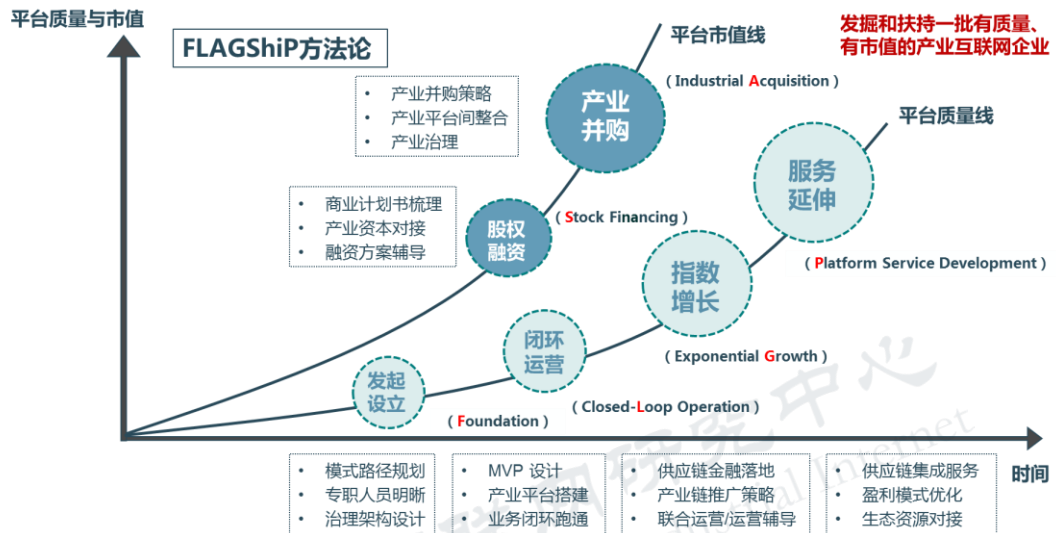 平台质量与市值
FLAGShiP方法论
平台市值线
发掘和扶持一批有质量、
有市值的产业互联网企业
产业
并购
(Industrial Acquisition)
• 产业并购策略
• 产业平台间整合
• 产业治理
平台质量线
服务
延伸
(Platform Service Development)
• 商业计划书梳理
• 产业资本对接
• 融资方案辅导
股权
融资
(Stock Financing)
指数
增长
(Exponential Growth)
闭环
运营
(Closed-Loop Operation)
发起
设立
(Foundation)
时间
• 模式路径规划
• 专职人员明晰
• 治理架构设计
• MVP 设计
• 产业平台搭建
• 业务闭环跑通
• 供应链金融落地
• 产业链推广策略
• 联合运营/运营辅导
• 供应链集成服务
• 盈利模式优化
• 生态资源对接
联网研究中心
strial Internet